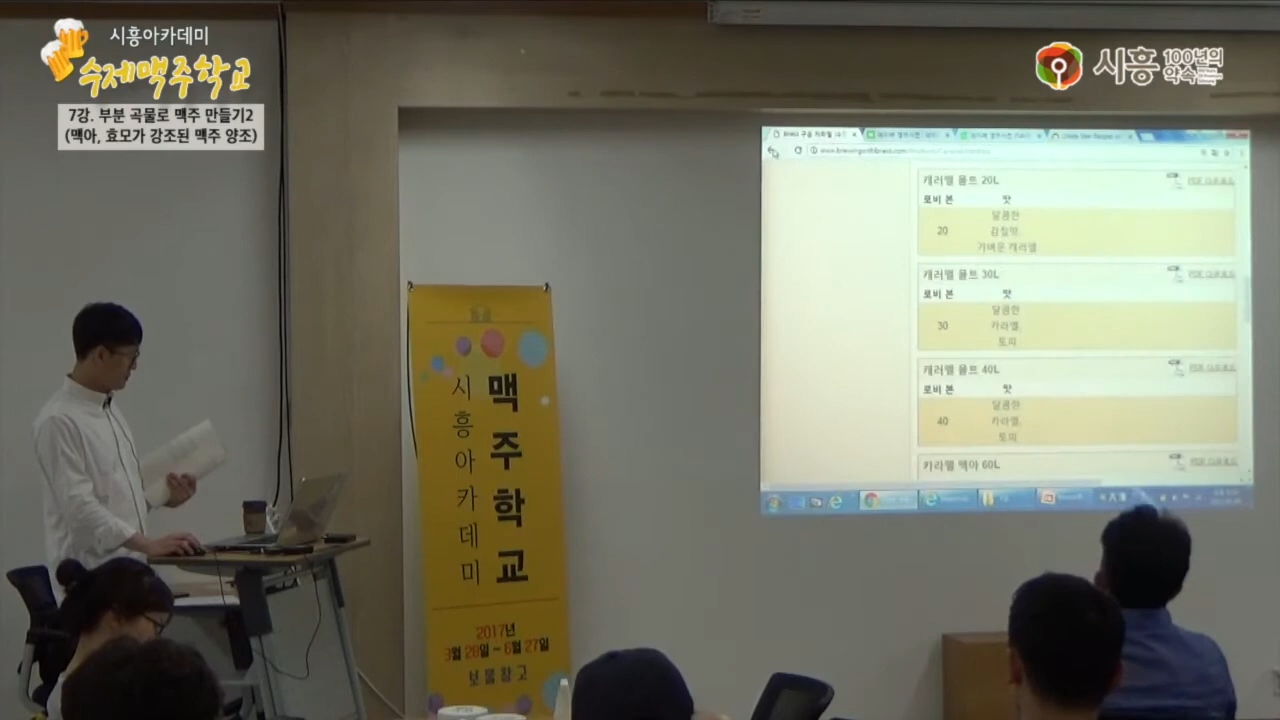 시흥아카데미
수제맥주학교
7강. 부분 곡물로 맥주 만들기2
(맥아, 효모가 강조된 맥주 양조)
시흥 100년의
약속
맥주학교
시흥아카데미
2017년
3월 28일 ~ 6월 27일
보물창고
캐러멜 몰트 20L
로비 본 맛
달콤한
20 감칠맛.
가벼운 캐러멜
캐러멜 몰트 30L
로비 본 맛
달콤한
30 카라멜.
토피
캐러멜 몰트 40L
로비 본 맛
달콤한
40 카라멜.
토피
카라멜 맥아 60L